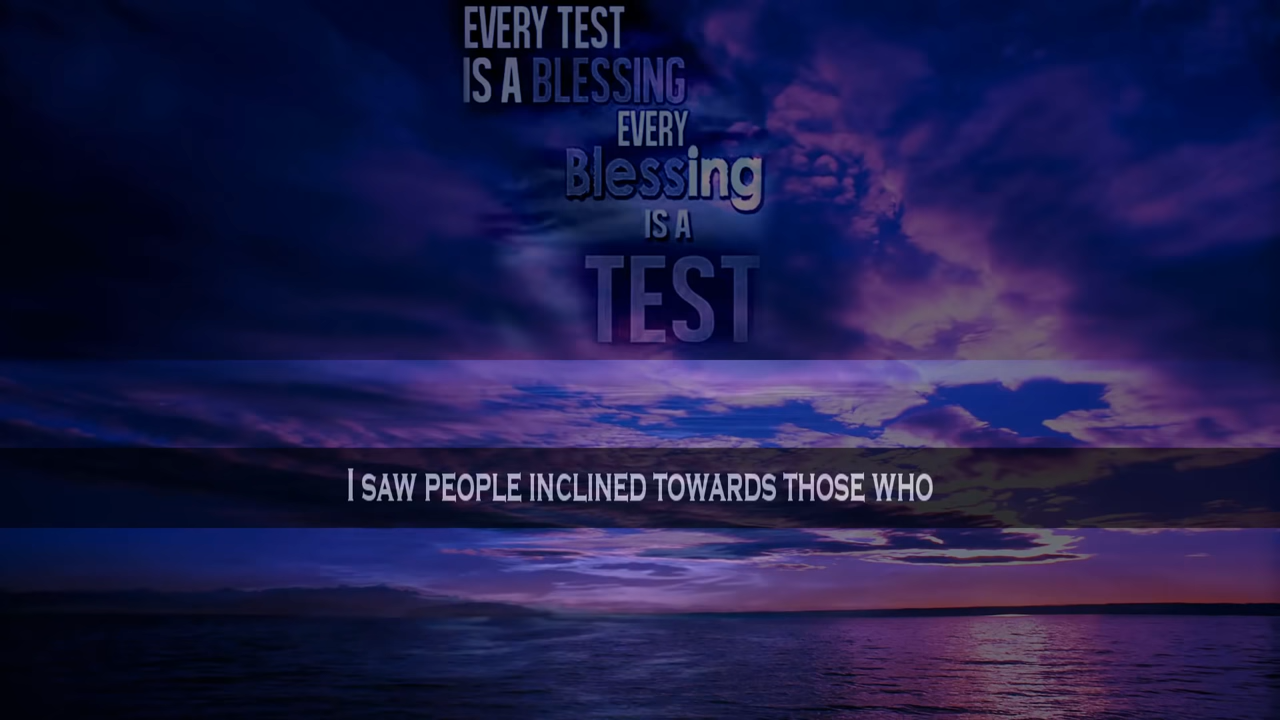 EVERY TEST
IS A BLESSING
EVERY
Blessing
IS A
TEST
I SAW PEOPLE INCLINED TOWARDS THOSE WHO